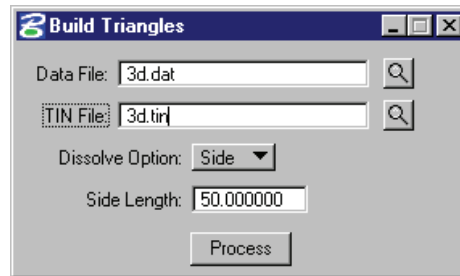 Build Triangles
Data File: 3d.dat
TIN File: 3d.tin
Dissolve Option: Side
Side Length: 50.000000
Process